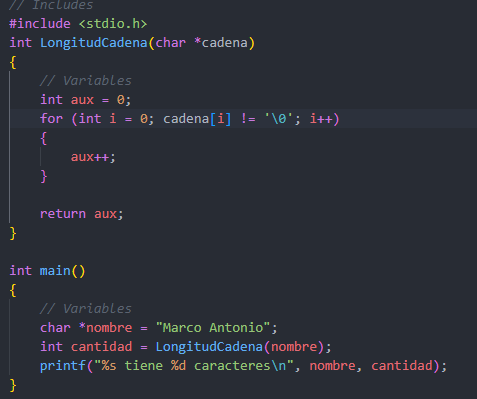 // Includes
#include <stdio.h>
int LongitudCadena(char *cadena)
{
    // Variables
    int aux = 0;
    for (int i = 0; cadena[i] != '\0'; i++)
    {
        aux++;
    }

    return aux;
}

int main()
{
    // Variables
    char *nombre = "Marco Antonio";
    int cantidad = LongitudCadena(nombre);
    printf("%s tiene %d caracteres\n", nombre, cantidad);
}